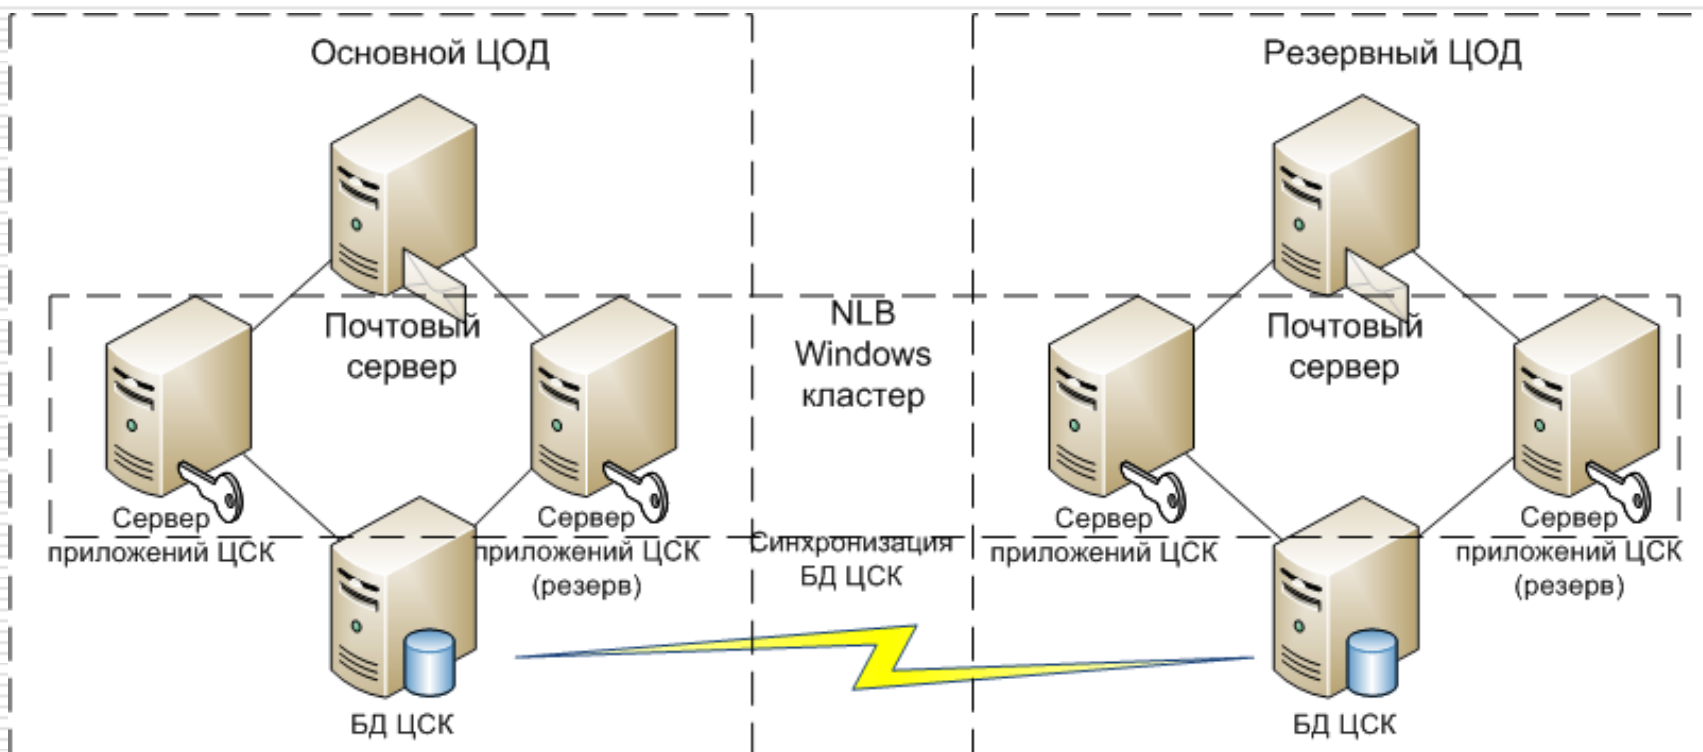 Основной ЦОД
Резервный ЦОД
Почтовый
сервер
NLB
Windows
кластер
Почтовый
сервер
Сервер
приложений ЦСК
Сервер
приложений ЦСК
(резерв)
Синхронизация
БД ЦСК
Сервер
приложений ЦСК
Сервер
приложений ЦСК
(резерв)
БД ЦСК
БД ЦСК